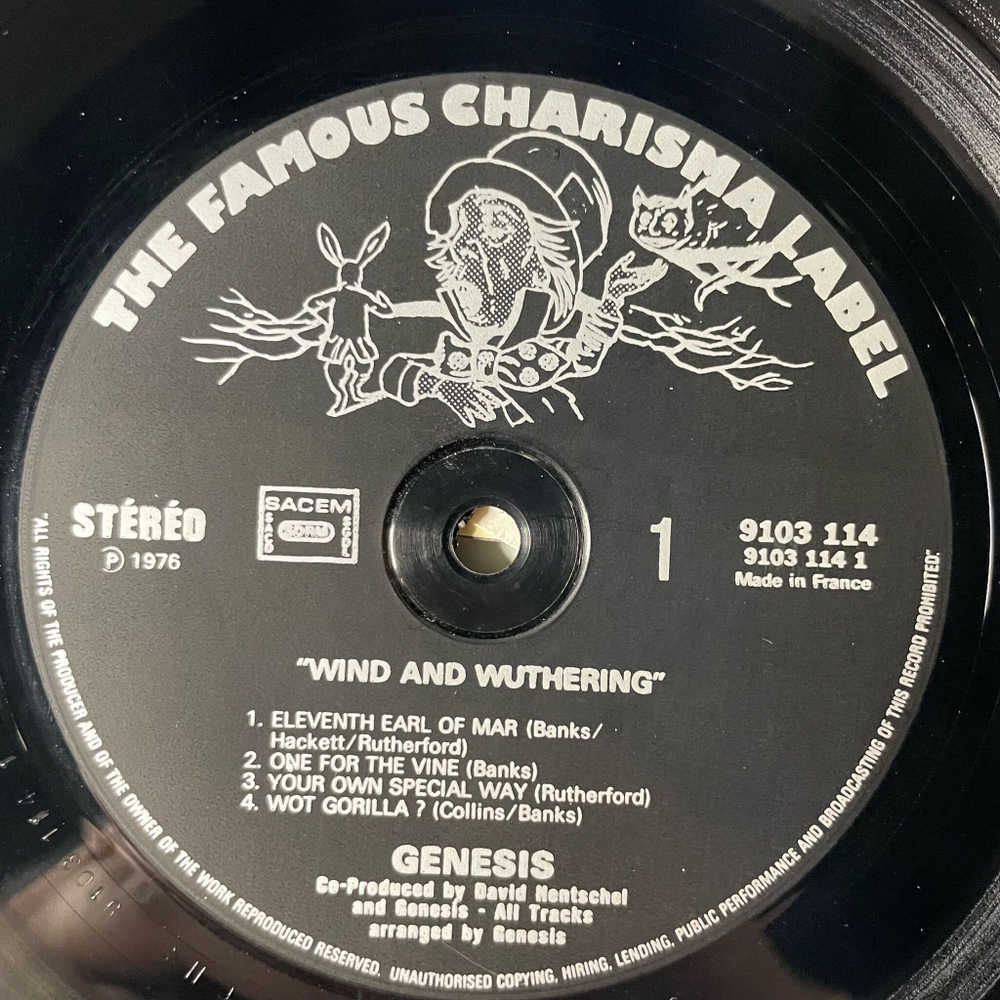 THE FAMOUS CHARISMA LABEL
STÉRÉO
Ⓟ 1976
SACEM
SACD
SDRM
SGDL
1
9103 114
9103 114 1
Made in France
"WIND AND WUTHERING"
1. ELEVENTH EARL OF MAR (Banks/
Hackett/Rutherford)
2. ONE FOR THE VINE (Banks)
3. YOUR OWN SPECIAL WAY (Rutherford)
4. WOT GORILLA ? (Collins/Banks)
GENESIS
Co-Produced by David Hentschel
and Genesis - All Tracks
arranged by Genesis
"ALL RIGHTS OF THE PRODUCER AND OF THE OWNER OF THE WORK REPRODUCED RESERVED. UNAUTHORISED COPYING, HIRING, LENDING, PUBLIC PERFORMANCE AND BROADCASTING OF THIS RECORD PROHIBITED."